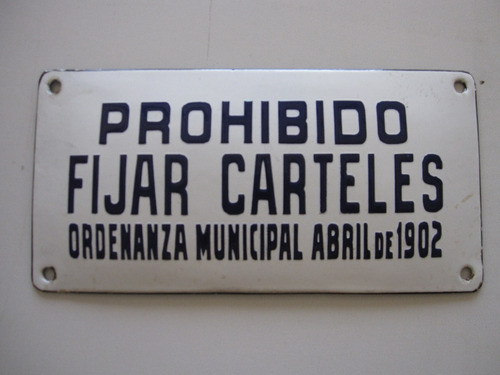 PROHIBIDO
FIJAR CARTELES
ORDENANZA MUNICIPAL ABRIL DE 1902